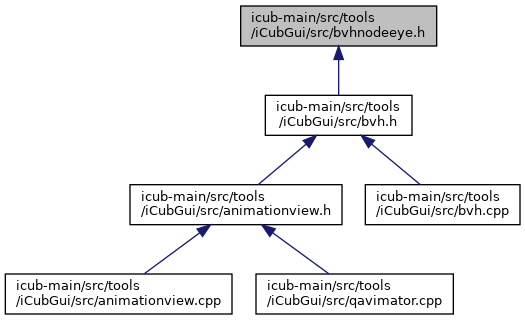 icub-main/src/tools
/iCubGui/src/bvhnodeeye.h
icub-main/src/tools
/iCubGui/src/bvh.h
icub-main/src/tools
/iCubGui/src/animationview.h
icub-main/src/tools
/iCubGui/src/bvh.cpp
icub-main/src/tools
/iCubGui/src/animationview.cpp
icub-main/src/tools
/iCubGui/src/qavimator.cpp